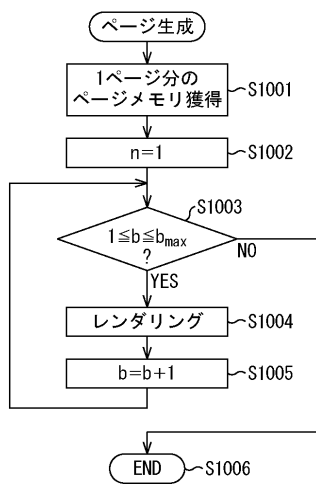 ページ生成
1ページ分の
ページメモリ獲得
S1001
n=1
S1002
S1003
1≦b≦bmax
?
NO
YES
レンダリング
S1004
b=b+1
S1005
END
S1006